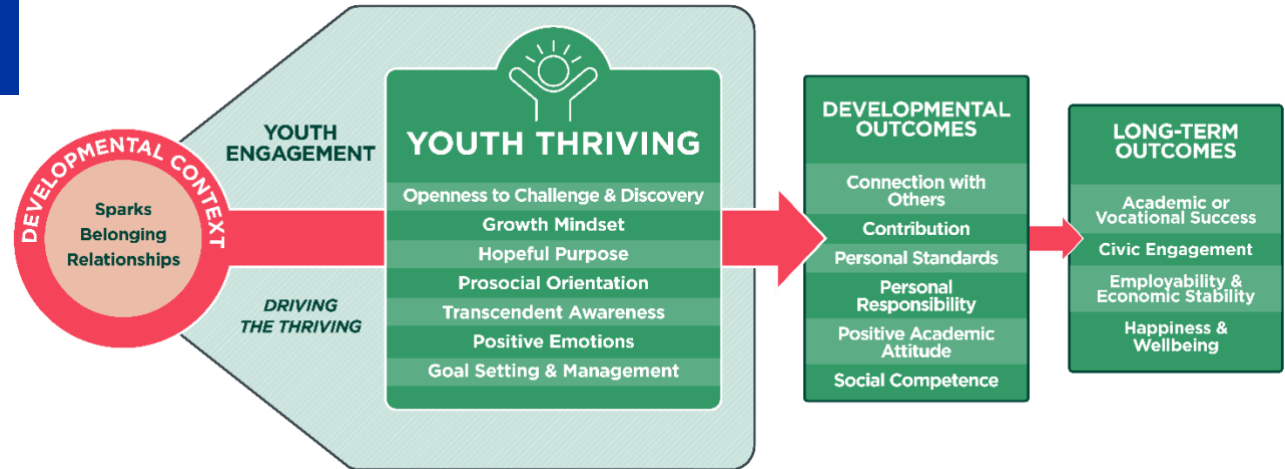 DEVELOPMENTAL CONTEXT
Sparks
Belonging
Relationships
YOUTH
ENGAGEMENT
DRIVING
THE THRIVING
YOUTH THRIVING
Openness to Challenge & Discovery
Growth Mindset
Hopeful Purpose
Prosocial Orientation
Transcendent Awareness
Positive Emotions
Goal Setting & Management
DEVELOPMENTAL
OUTCOMES
Connection with
Others
Contribution
Personal Standards
Personal
Responsibility
Positive Academic
Attitude
Social Competence
LONG-TERM
OUTCOMES
Academic or
Vocational Success
Civic Engagement
Employability &
Economic Stability
Happiness &
Wellbeing